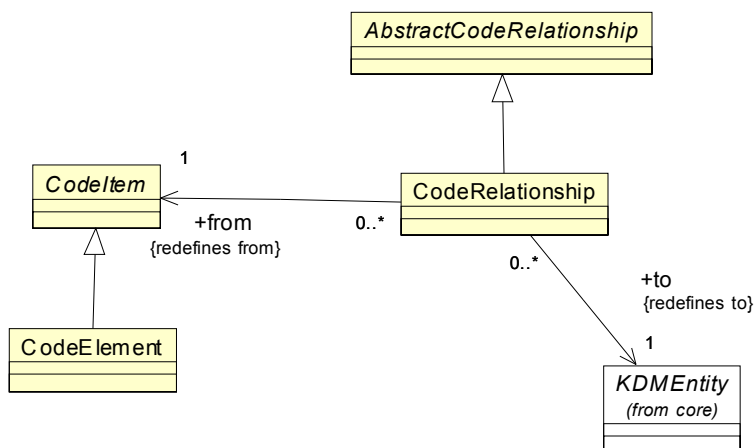 AbstractCodeRelationship
1
CodeItem
CodeRelationship
+from
{redefines from}
0..*
0..*
+to
{redefines to}
CodeElement
1
KDMEntity
(from core)